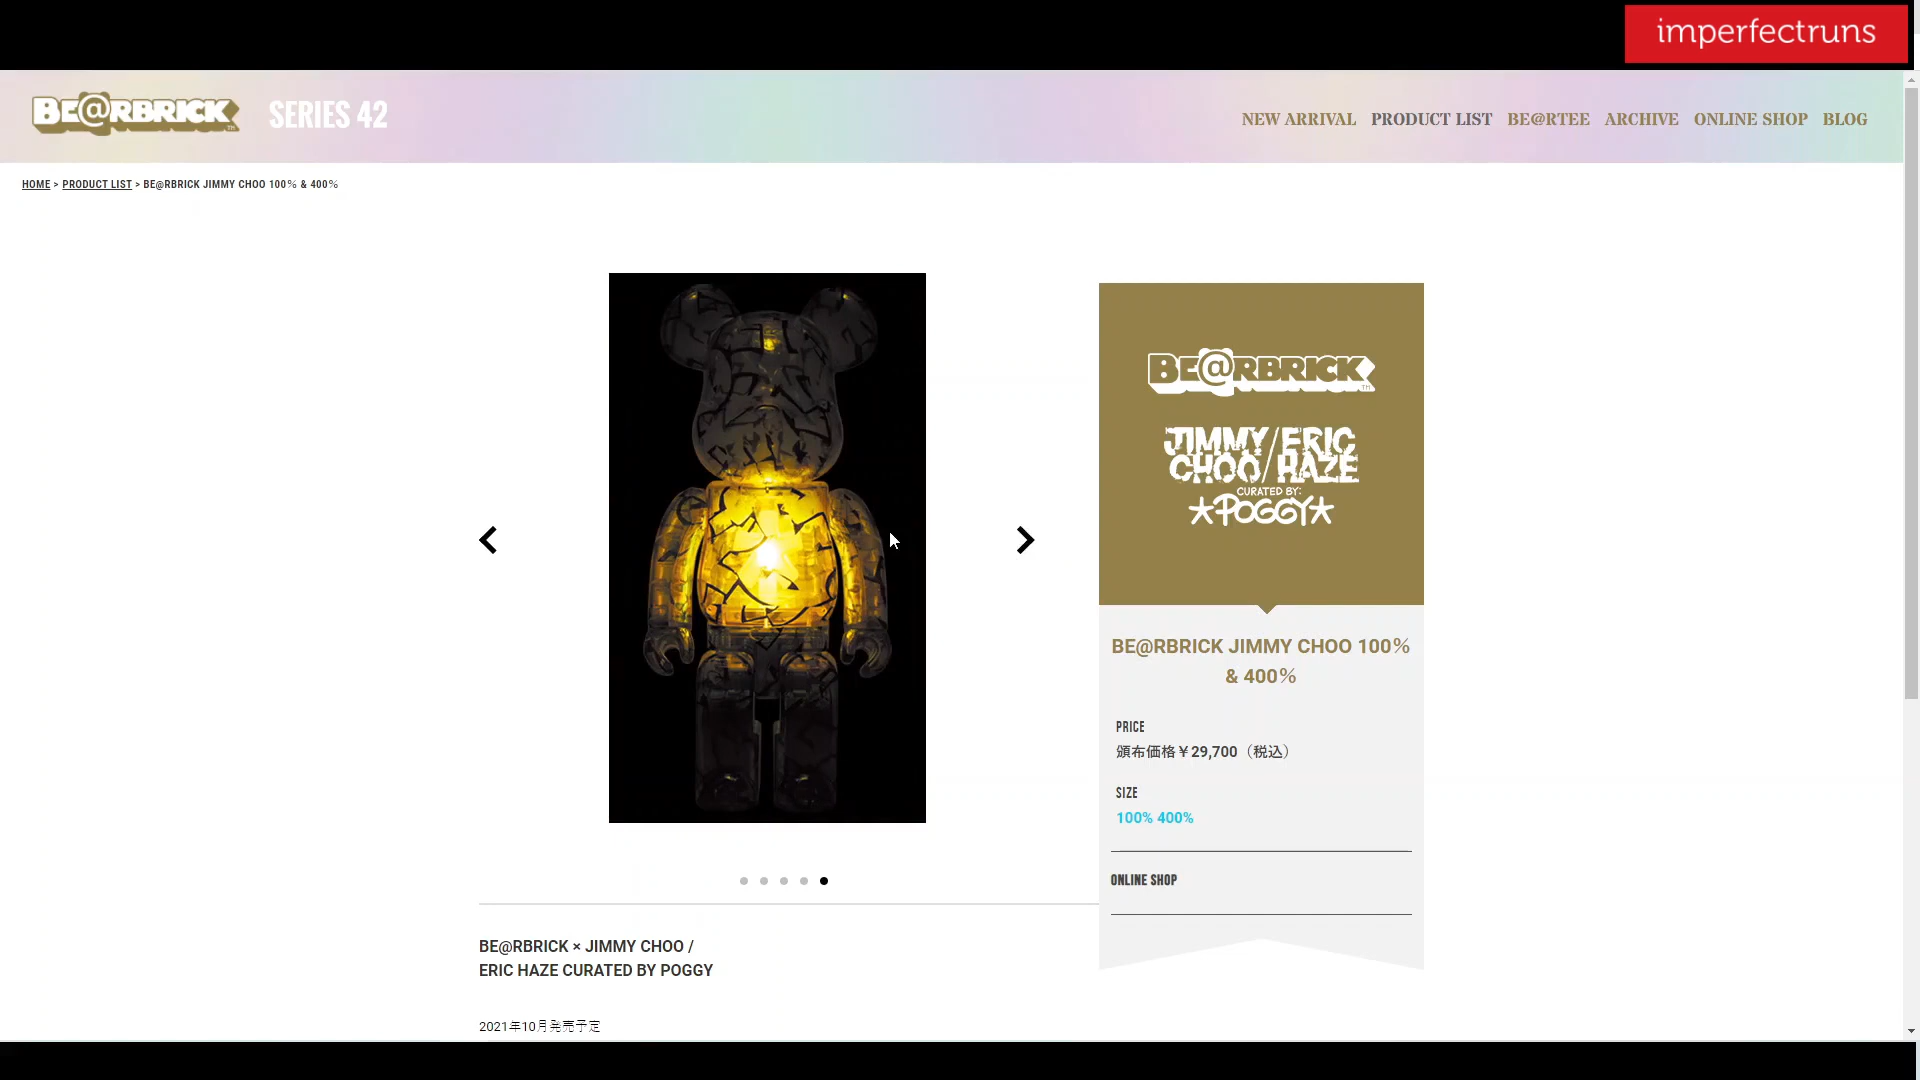 imperfectruns
BE@RBRICK TM
SERIES 42
NEW ARRIVAL PRODUCT LIST BE@RTEE ARCHIVE ONLINE SHOP BLOG
HOME > PRODUCT LIST > BE@RBRICK JIMMY CHOO 100% & 400%
BE@RBRICK TM
JIMMY/ERIC
CHOO/HAZE
CURATED BY:
★POGGY★
BE@RBRICK JIMMY CHOO 100%
& 400%
PRICE
頒布価格￥29,700（税込）
SIZE
100% 400%
ONLINE SHOP
BE@RBRICK × JIMMY CHOO /
ERIC HAZE CURATED BY POGGY
2021年10月発売予定